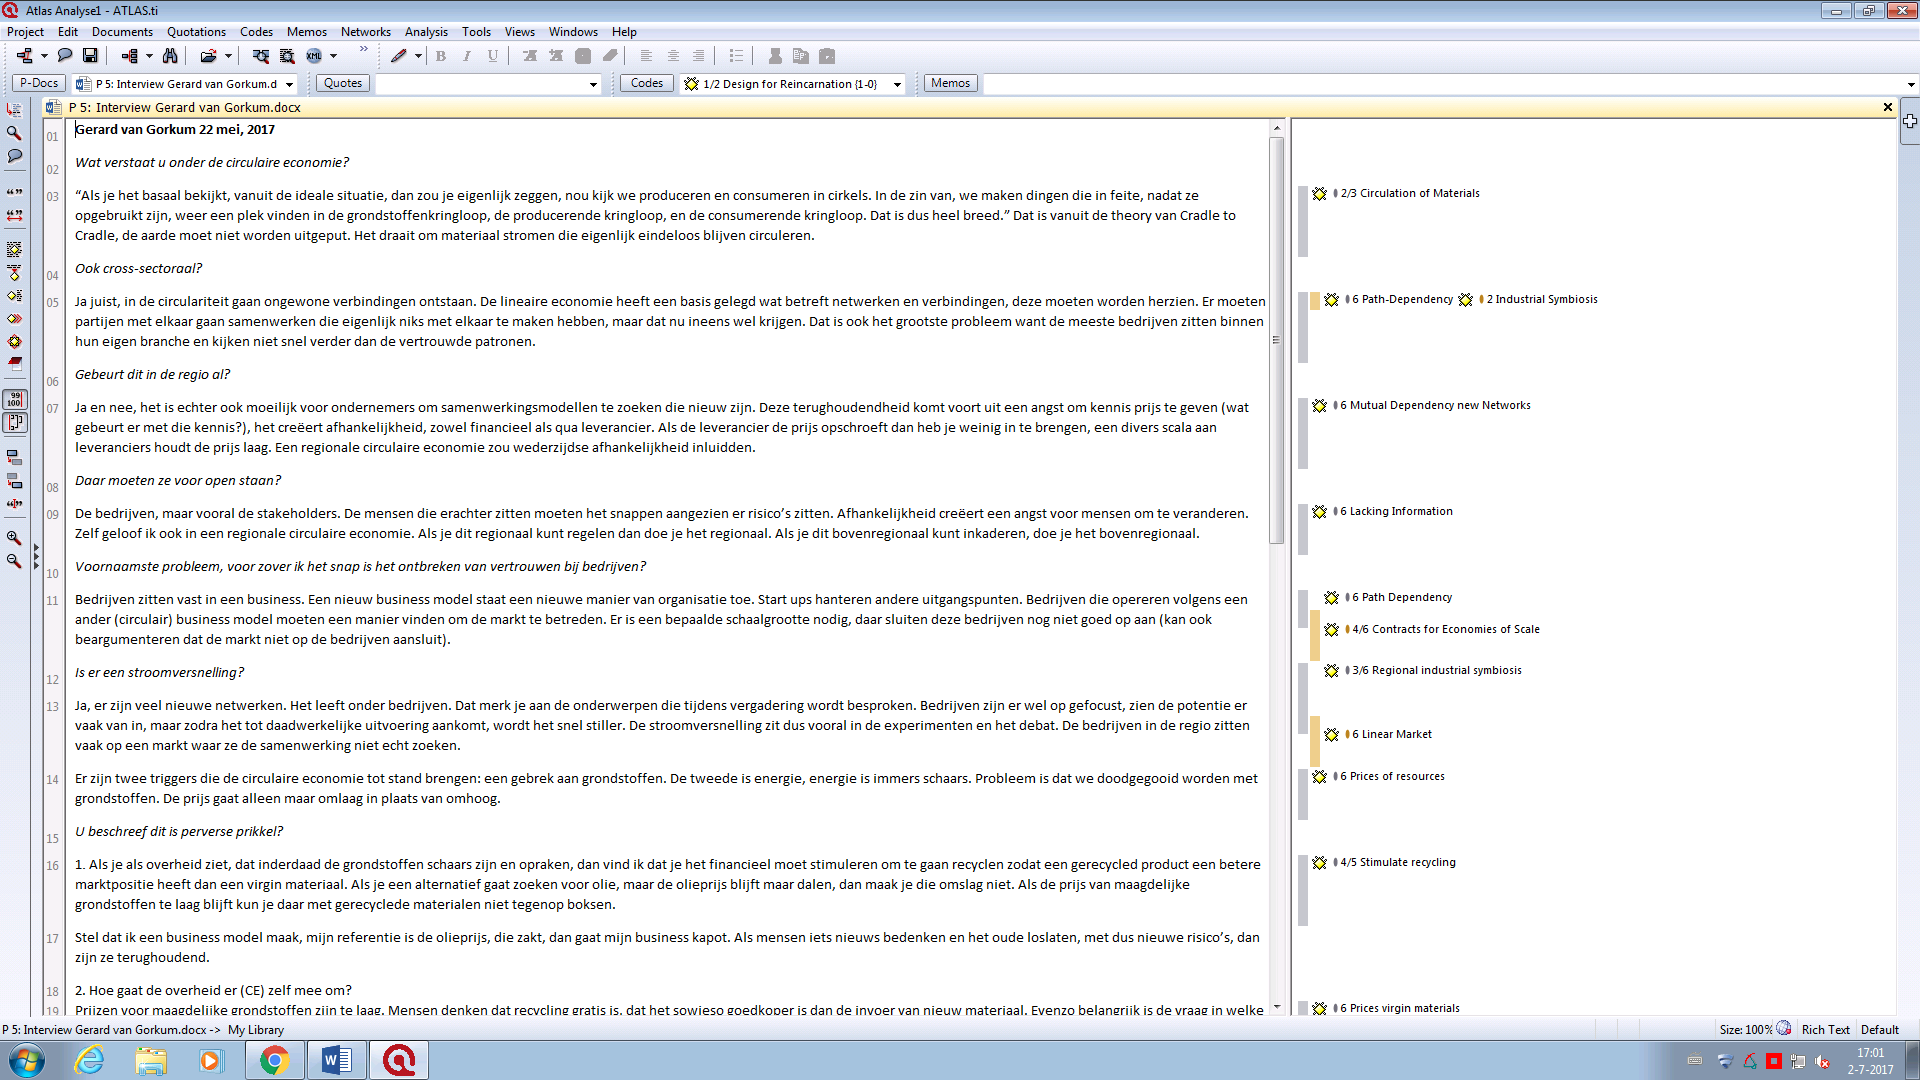 Atlas Analyse1 - ATLAS.ti
Project Edit Documents Quotations Codes Memos Networks Analysis Tools Views Windows Help
P-Docs P 5: Interview Gerard van Gorkum.d Quotes Codes 1/2 Design for Reincarnation {1-0} Memos
P 5: Interview Gerard van Gorkum.docx
01 Gerard van Gorkum 22 mei, 2017
02 Wat verstaat u onder de circulaire economie?
03 “Als je het basaal bekijkt, vanuit de ideale situatie, dan zou je eigenlijk zeggen, nou kijk we produceren en consumeren in cirkels. In de zin van, we maken dingen die in feite, nadat ze
opgebruikt zijn, weer een plek vinden in de grondstoffenkringloop, de producerende kringloop, en de consumerende kringloop. Dat is dus heel breed.” Dat is vanuit de theory van Cradle to
Cradle, de aarde moet niet worden uitgeput. Het draait om materiaal stromen die eigenlijk eindeloos blijven circuleren.
2/3 Circulation of Materials
04 Ook cross-sectoraal?
05 Ja juist, in de circulariteit gaan ongewone verbindingen ontstaan. De lineaire economie heeft een basis gelegd wat betreft netwerken en verbindingen, deze moeten worden herzien. Er moeten
partijen met elkaar gaan samenwerken die eigenlijk niks met elkaar te maken hebben, maar dat nu ineens wel krijgen. Dat is ook het grootste probleem want de meeste bedrijven zitten binnen
hun eigen branche en kijken niet snel verder dan de vertrouwde patronen.
6 Path-Dependency 2 Industrial Symbiosis
06 Gebeurt dit in de regio al?
07 Ja en nee, het is echter ook moeilijk voor ondernemers om samenwerkingsmodellen te zoeken die nieuw zijn. Deze terughoudendheid komt voort uit een angst om kennis prijs te geven (wat
gebeurt er met die kennis?), het creëert afhankelijkheid, zowel financieel als qua leverancier. Als de leverancier de prijs opschroeft dan heb je weinig in te brengen, een divers scala aan
leveranciers houdt de prijs laag. Een regionale circulaire economie zou wederzijdse afhankelijkheid inluidden.
6 Mutual Dependency new Networks
08 Daar moeten ze voor open staan?
09 De bedrijven, maar vooral de stakeholders. De mensen die erachter zitten moeten het snappen aangezien er risico’s zitten. Afhankelijkheid creëert een angst voor mensen om te veranderen.
Zelf geloof ik ook in een regionale circulaire economie. Als je dit regionaal kunt regelen dan doe je het regionaal. Als je dit bovenregionaal kunt inkaderen, doe je het bovenregionaal.
6 Lacking Information
10 Voornaamste probleem, voor zover ik het snap is het ontbreken van vertrouwen bij bedrijven?
11 Bedrijven zitten vast in een business. Een nieuw business model staat een nieuwe manier van organisatie toe. Start ups hanteren andere uitgangspunten. Bedrijven die opereren volgens een
ander (circulair) business model moeten een manier vinden om de markt te betreden. Er is een bepaalde schaalgrootte nodig, daar sluiten deze bedrijven nog niet goed op aan (kan ook
beargumenteren dat de markt niet op de bedrijven aansluit).
6 Path Dependency
4/6 Contracts for Economies of Scale
12 Is er een stroomversnelling?
3/6 Regional industrial symbiosis
13 Ja, er zijn veel nieuwe netwerken. Het leeft onder bedrijven. Dat merk je aan de onderwerpen die tijdens vergadering wordt besproken. Bedrijven zijn er wel op gefocust, zien de potentie er
vaak van in, maar zodra het tot daadwerkelijke uitvoering aankomt, wordt het snel stiller. De stroomversnelling zit dus vooral in de experimenten en het debat. De bedrijven in de regio zitten
vaak op een markt waar ze de samenwerking niet echt zoeken.
6 Linear Market
14 Er zijn twee triggers die de circulaire economie tot stand brengen: een gebrek aan grondstoffen. De tweede is energie, energie is immers schaars. Probleem is dat we doodgegooid worden met
grondstoffen. De prijs gaat alleen maar omlaag in plaats van omhoog.
6 Prices of resources
15 U beschreef dit is perverse prikkel?
16 1. Als je als overheid ziet, dat inderdaad de grondstoffen schaars zijn en opraken, dan vind ik dat je het financieel moet stimuleren om te gaan recyclen zodat een gerecycled product een betere
marktpositie heeft dan een virgin materiaal. Als je een alternatief gaat zoeken voor olie, maar de olieprijs blijft maar dalen, dan maak je die omslag niet. Als de prijs van maagdelijke
grondstoffen te laag blijft kun je daar met gerecyclede materialen niet tegenop boksen.
4/5 Stimulate recycling
17 Stel dat ik een business model maak, mijn referentie is de olieprijs, die zakt, dan gaat mijn business kapot. Als mensen iets nieuws bedenken en het oude loslaten, met dus nieuwe risico’s, dan
zijn ze terughoudend.
18 2. Hoe gaat de overheid er (CE) zelf mee om?
19 Prijzen voor maagdelijke grondstoffen zijn te laag. Mensen denken dat recycling gratis is, dat het sowieso goedkoper is dan de invoer van nieuw materiaal. Evenzo belangrijk is de vraag in welke
6 Prices virgin materials
P 5: Interview Gerard van Gorkum.docx -> My Library
Size: 100% Rich Text Default
17:01
2-7-2017